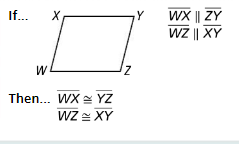 If... X Y WX || ZY
WZ || XY
W Z
Then... WX ≅ YZ
WZ ≅ XY